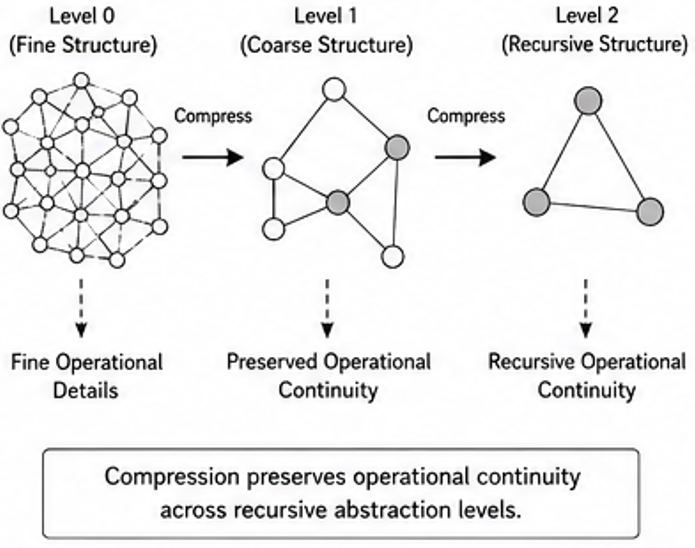 Level 0
(Fine Structure)
Level 1
(Coarse Structure)
Level 2
(Recursive Structure)
Compress
Compress
Fine Operational
Details
Preserved Operational
Continuity
Recursive Operational
Continuity
Compression preserves operational continuity
across recursive abstraction levels.